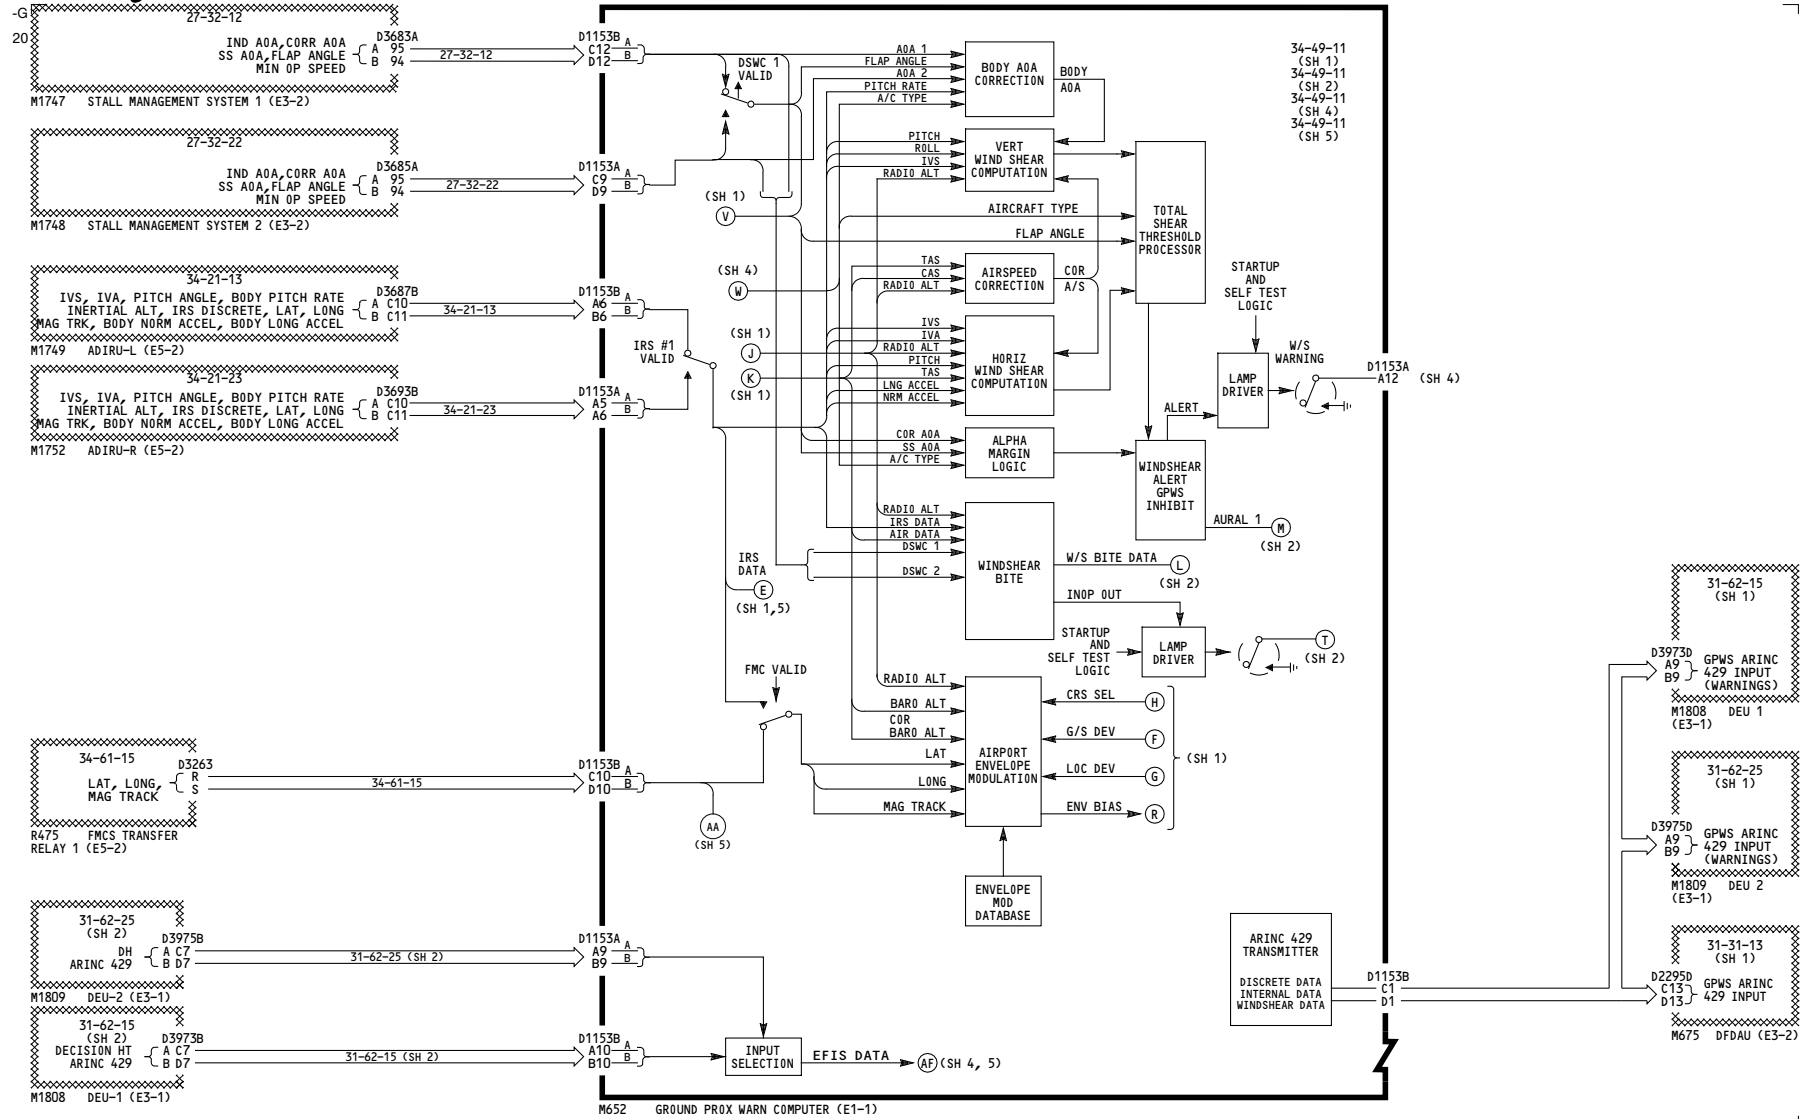 -G
20
27-32-12
IND AOA,CORR AOA
SS AOA,FLAP ANGLE
MIN OP SPEED
D3683A
A 95
B 94
27-32-12
D1153B
C12 A
D12 B
M1747 STALL MANAGEMENT SYSTEM 1 (E3-2)
27-32-22
IND AOA,CORR AOA
SS AOA,FLAP ANGLE
MIN OP SPEED
D3685A
A 95
B 94
27-32-22
D1153A
C9 A
D9 B
M1748 STALL MANAGEMENT SYSTEM 2 (E3-2)
34-21-13
IVS, IVA, PITCH ANGLE, BODY PITCH RATE
INERTIAL ALT, IRS DISCRETE, LAT, LONG
MAG TRK, BODY NORM ACCEL, BODY LONG ACCEL
D3687B
A C10
B C11
34-21-13
D1153B
A6 A
B6 B
M1749 ADIRU-L (E5-2)
34-21-23
IVS, IVA, PITCH ANGLE, BODY PITCH RATE
INERTIAL ALT, IRS DISCRETE, LAT, LONG
MAG TRK, BODY NORM ACCEL, BODY LONG ACCEL
D3693B
A C10
B C11
34-21-23
D1153A
A5 A
A6 B
M1752 ADIRU-R (E5-2)
34-61-15
LAT, LONG,
MAG TRACK
D3263
R
S
34-61-15
D1153B
C10 A
D10 B
R475 FMCS TRANSFER
RELAY 1 (E5-2)
31-62-25
(SH 2)
DH
ARINC 429
D3975B
A C7
B D7
31-62-25 (SH 2)
D1153A
A9 A
B9 B
M1809 DEU-2 (E3-1)
31-62-15
(SH 2)
DECISION HT
ARINC 429
D3973B
A C7
B D7
31-62-15 (SH 2)
D1153B
A10 A
B10 B
M1808 DEU-1 (E3-1)
DSWC 1
VALID
(SH 1)
V
(SH 4)
W
IRS #1
VALID
(SH 1)
J
K
(SH 1)
IRS
DATA
E
(SH 1,5)
FMC VALID
AA
(SH 5)
INPUT
SELECTION
EFIS DATA
AF (SH 4, 5)
AOA 1
FLAP ANGLE
AOA 2
PITCH RATE
A/C TYPE
BODY AOA
CORRECTION
BODY
AOA
PITCH
ROLL
IVS
RADIO ALT
VERT
WIND SHEAR
COMPUTATION
AIRCRAFT TYPE
FLAP ANGLE
TAS
CAS
RADIO ALT
AIRSPEED
CORRECTION
COR
A/S
IVS
IVA
RADIO ALT
PITCH
TAS
LNG ACCEL
NRM ACCEL
HORIZ
WIND SHEAR
COMPUTATION
COR AOA
SS AOA
A/C TYPE
ALPHA
MARGIN
LOGIC
RADIO ALT
IRS DATA
AIR DATA
DSWC 1
DSWC 2
WINDSHEAR
BITE
W/S BITE DATA
L
(SH 2)
INOP OUT
STARTUP
AND
SELF TEST
LOGIC
LAMP
DRIVER
T
(SH 2)
RADIO ALT
BARO ALT
COR
BARO ALT
LAT
LONG
MAG TRACK
AIRPORT
ENVELOPE
MODULATION
CRS SEL
H
G/S DEV
F
LOC DEV
G
ENV BIAS
R
(SH 1)
ENVELOPE
MOD
DATABASE
TOTAL
SHEAR
THRESHOLD
PROCESSOR
STARTUP
AND
SELF TEST
LOGIC
LAMP
DRIVER
W/S
WARNING
ALERT
WINDSHEAR
ALERT
GPWS
INHIBIT
AURAL 1
M
(SH 2)
34-49-11
(SH 1)
34-49-11
(SH 2)
34-49-11
(SH 4)
34-49-11
(SH 5)
D1153A
A12 (SH 4)
ARINC 429
TRANSMITTER
DISCRETE DATA
INTERNAL DATA
WINDSHEAR DATA
D1153B
C1
D1
31-62-15
(SH 1)
D3973D
A9
B9
GPWS ARINC
429 INPUT
(WARNINGS)
M1808 DEU 1
(E3-1)
31-62-25
(SH 1)
D3975D
A9
B9
GPWS ARINC
429 INPUT
(WARNINGS)
M1809 DEU 2
(E3-1)
31-31-13
(SH 1)
D2295D
C13
D13
GPWS ARINC
429 INPUT
M675 DFDAU (E3-2)
M652 GROUND PROX WARN COMPUTER (E1-1)